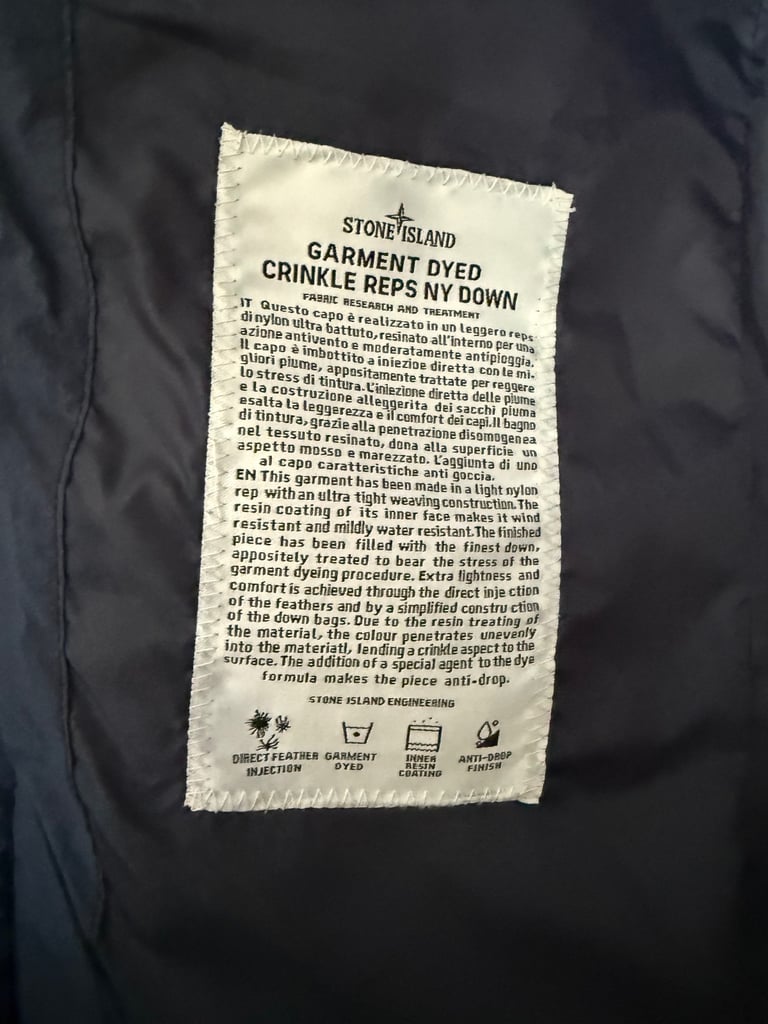 STONE ISLAND
GARMENT DYED
CRINKLE REPS NY DOWN
FABRIC RESEARCH AND TREATMENT
IT Questo capo è realizzato in un leggero reps
di nylon ultra battuto, resinato all'interno per una
azione antivento e moderatamente antipioggia.
Il capo è imbottito a iniezioe diretta con le mi-
gliori piume, appositamente trattate per reggere
lo stress di tintura. L'iniezione diretta delle piume
e la costruzione alleggerita dei sacchi piuma
esalta la leggerezza e il comfort dei capi. Il bagno
di tintura, grazie alla penetrazione disomogenea
nel tessuto resinato, dona alla superficie un
aspetto mosso e marezzato. L'aggiunta di uno
al capo caratteristiche anti goccia.
EN This garment has been made in a light nylon
rep with an ultra tight weaving construction. The
resin coating of its inner face makes it wind
resistant and mildly water resistant. The finished
piece has been filled with the finest down,
appositely treated to bear the stress of the
garment dyeing procedure. Extra lightness and
comfort is achieved through the direct inje ction
of the feathers and by a simplified constru ction
of the down bags. Due to the resin treating of
the material, the colour penetrates unevenly
into the materiatl, lending a crinkle aspect to the
surface. The addition of a special agent to the dye
formula makes the piece anti-drop.
STONE ISLAND ENGINEERING
DIRECT FEATHER INJECTION
GARMENT DYED
INNER RESIN COATING
ANTI-DROP FINISH